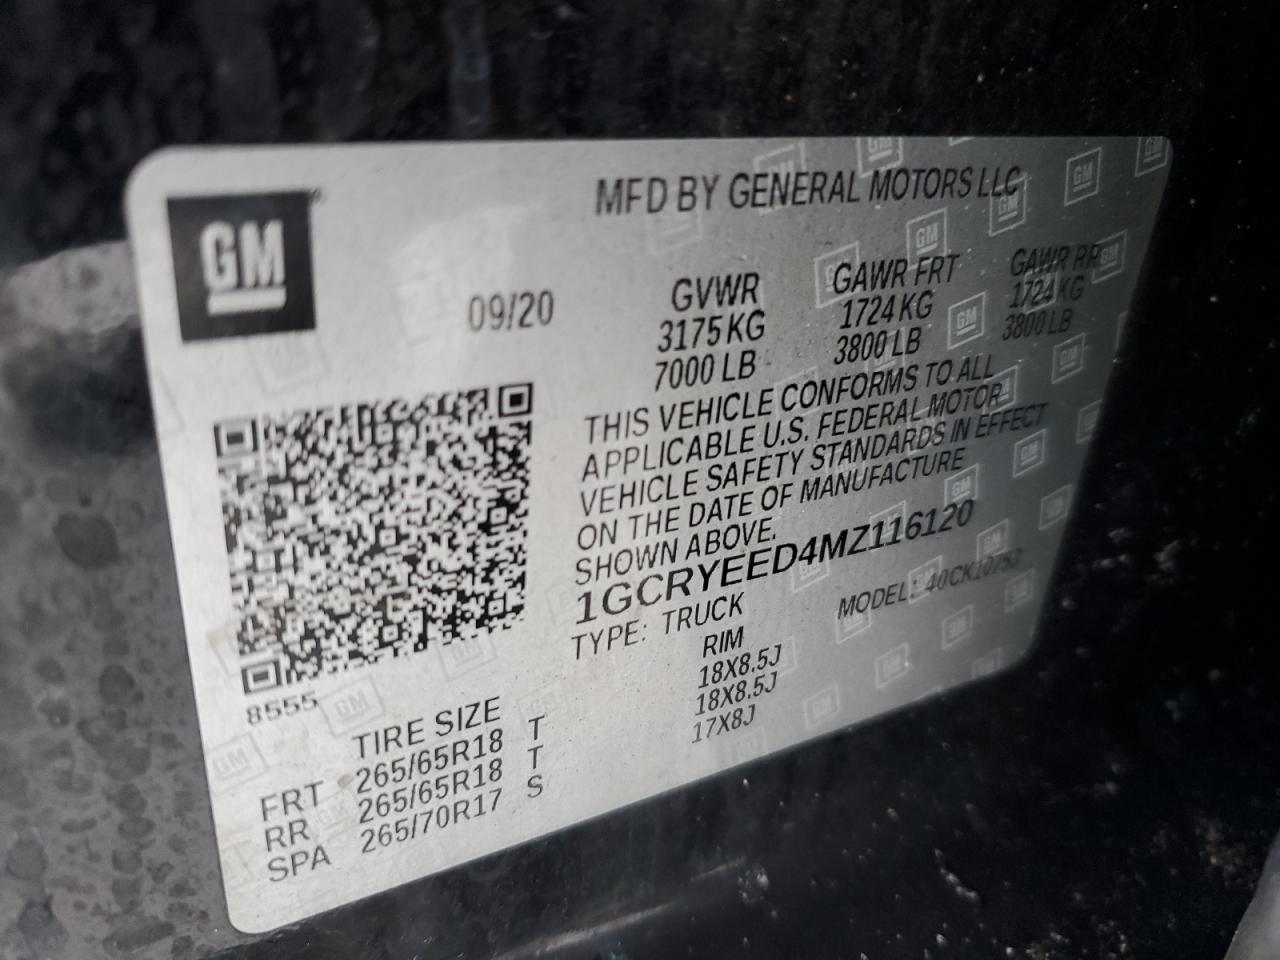 GM
MFD BY GENERAL MOTORS LLC
09/20
GVWR GAWR FRT GAWR RR
3175 KG 1724 KG 1724 KG
7000 LB 3800 LB 3800 LB
THIS VEHICLE CONFORMS TO ALL
APPLICABLE U.S. FEDERAL MOTOR
VEHICLE SAFETY STANDARDS IN EFFECT
ON THE DATE OF MANUFACTURE
SHOWN ABOVE.
1GCRYEED4MZ116120
TYPE: TRUCK MODEL: 40CK10753
8555
TIRE SIZE RIM
FRT 265/65R18 T 18X8.5J
RR 265/65R18 T 18X8.5J
SPA 265/70R17 S 17X8J